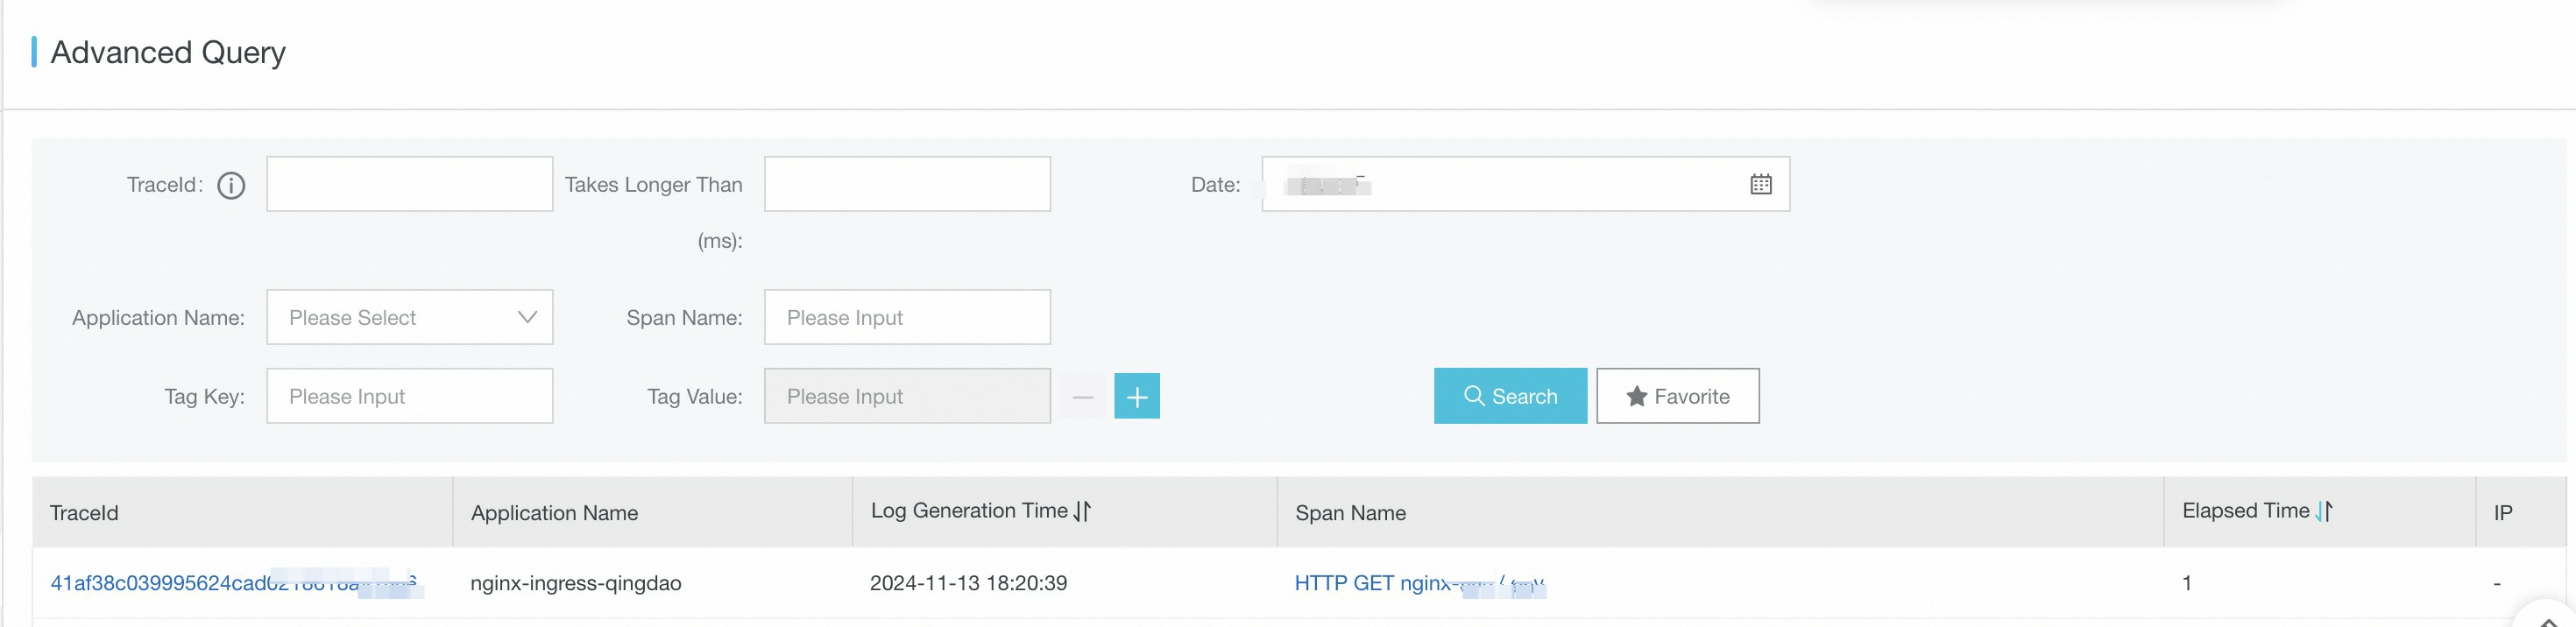 Advanced Query
TraceId:
Takes Longer Than
(ms):
Date:
Application Name: Please Select
Span Name: Please Input
Tag Key: Please Input
Tag Value: Please Input
Search
Favorite
TraceId Application Name Log Generation Time Span Name Elapsed Time IP
nginx-ingress-qingdao 2024-11-13 18:20:39 HTTP GET 1 -